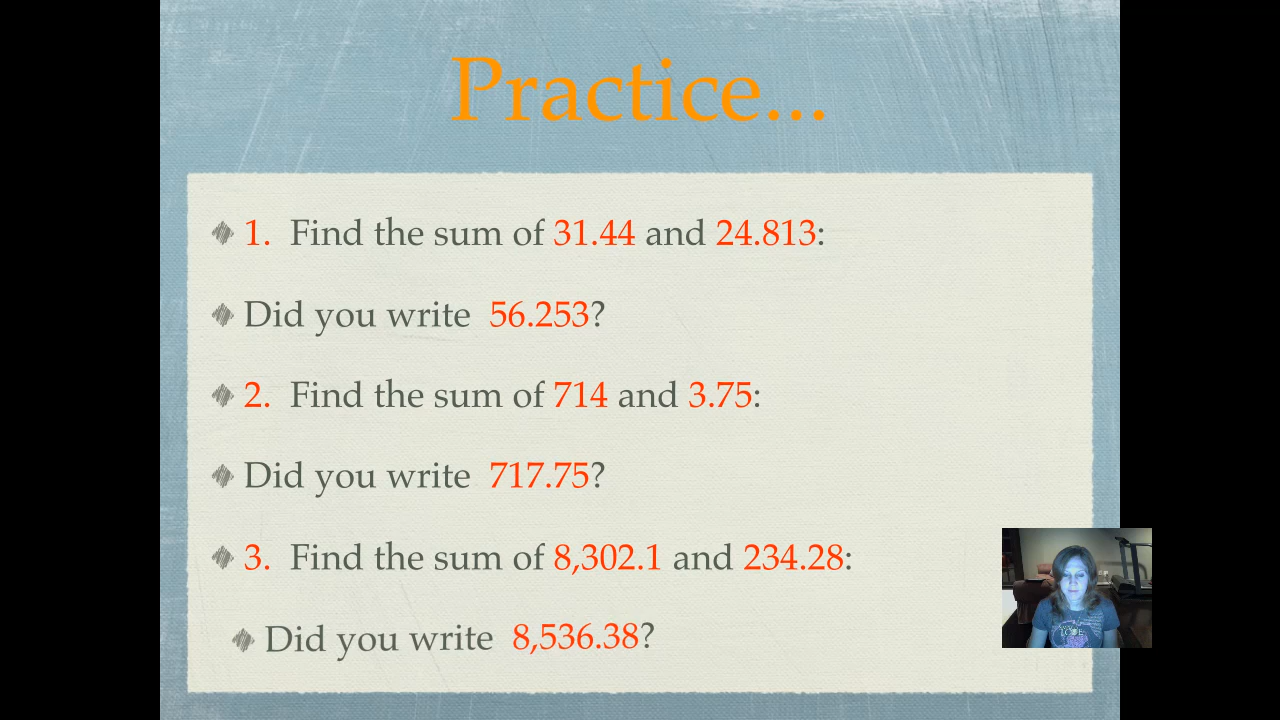 Practice...
1. Find the sum of 31.44 and 24.813:
Did you write 56.253?
2. Find the sum of 714 and 3.75:
Did you write 717.75?
3. Find the sum of 8,302.1 and 234.28:
Did you write 8,536.38?